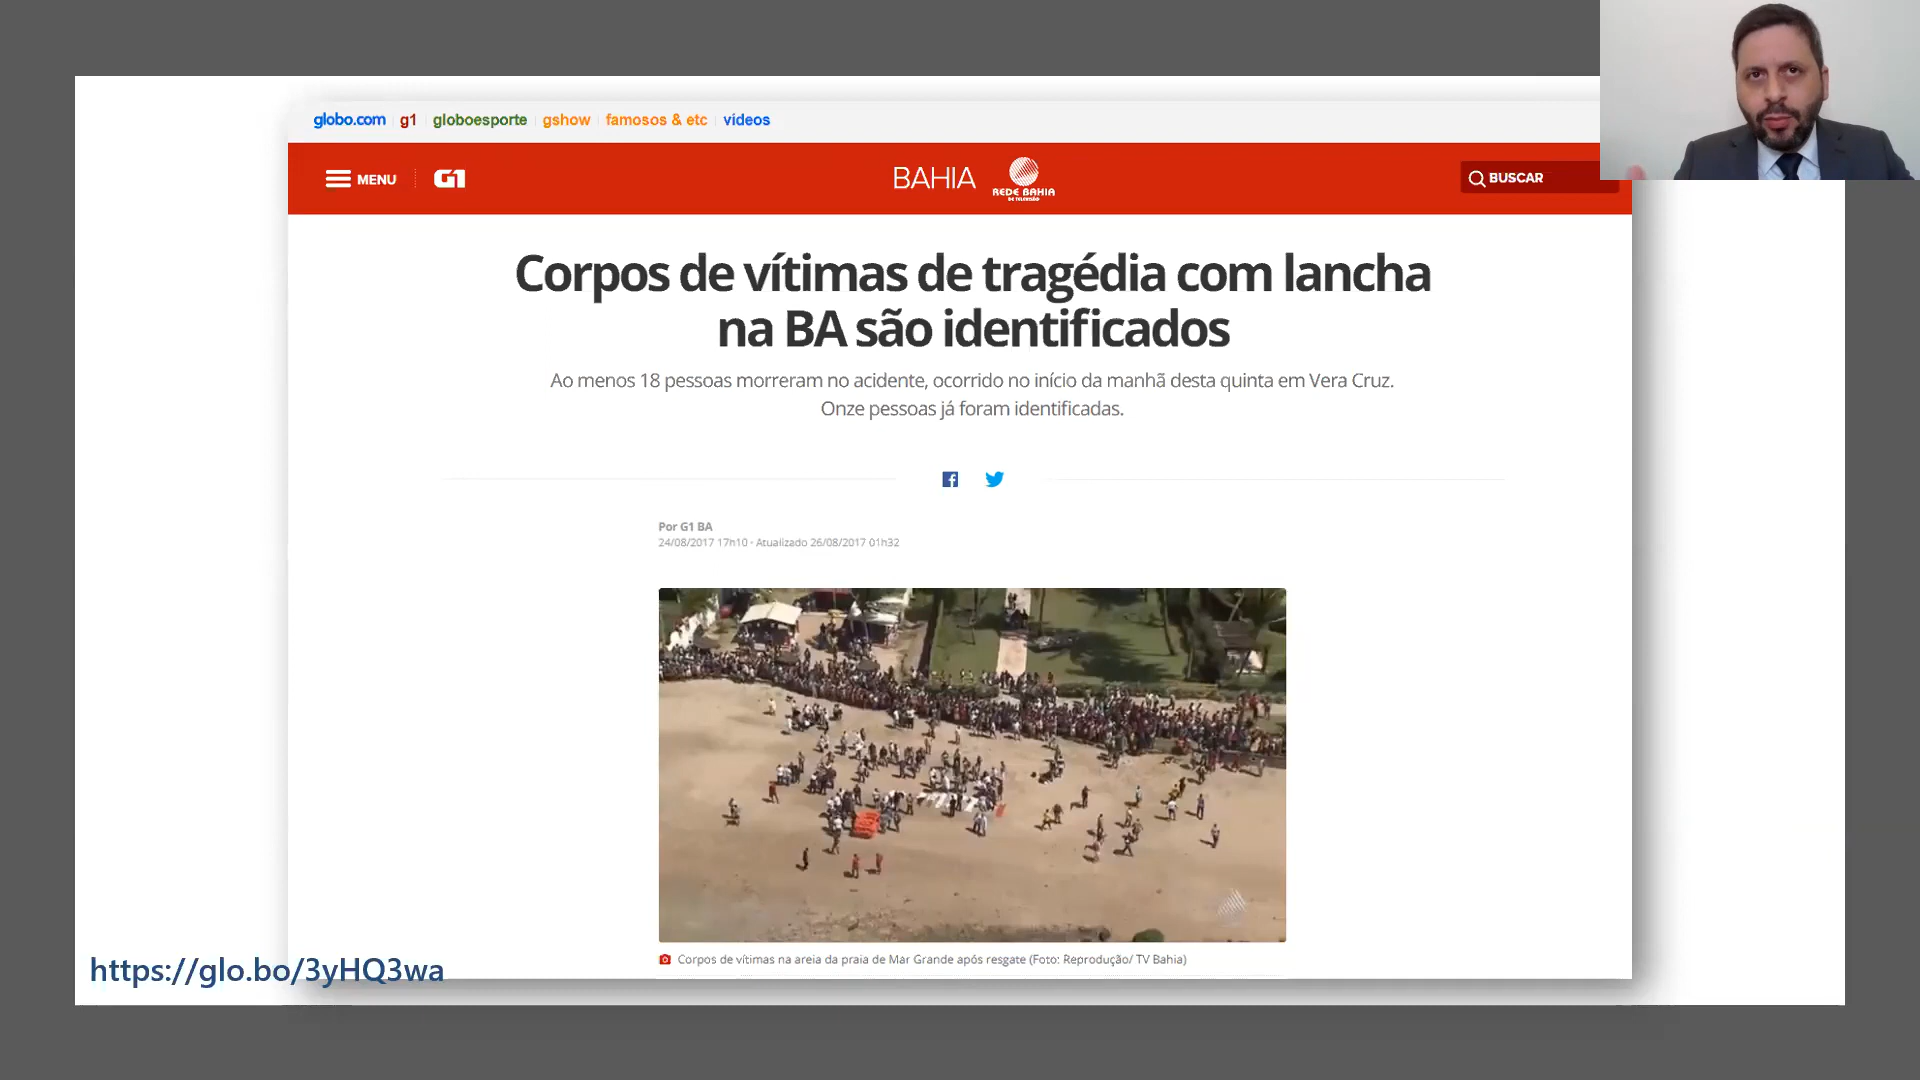 globo.com g1 globoesporte gshow famosos & etc vídeos
MENU G1 BAHIA REDE BAHIA DE TELEVISÃO BUSCAR
Corpos de vítimas de tragédia com lancha
na BA são identificados
Ao menos 18 pessoas morreram no acidente, ocorrido no início da manhã desta quinta em Vera Cruz.
Onze pessoas já foram identificadas.
Por G1 BA
24/08/2017 17h10 - Atualizado 26/08/2017 01h32
Corpos de vítimas na areia da praia de Mar Grande após resgate (Foto: Reprodução/ TV Bahia)
https://glo.bo/3yHQ3wa